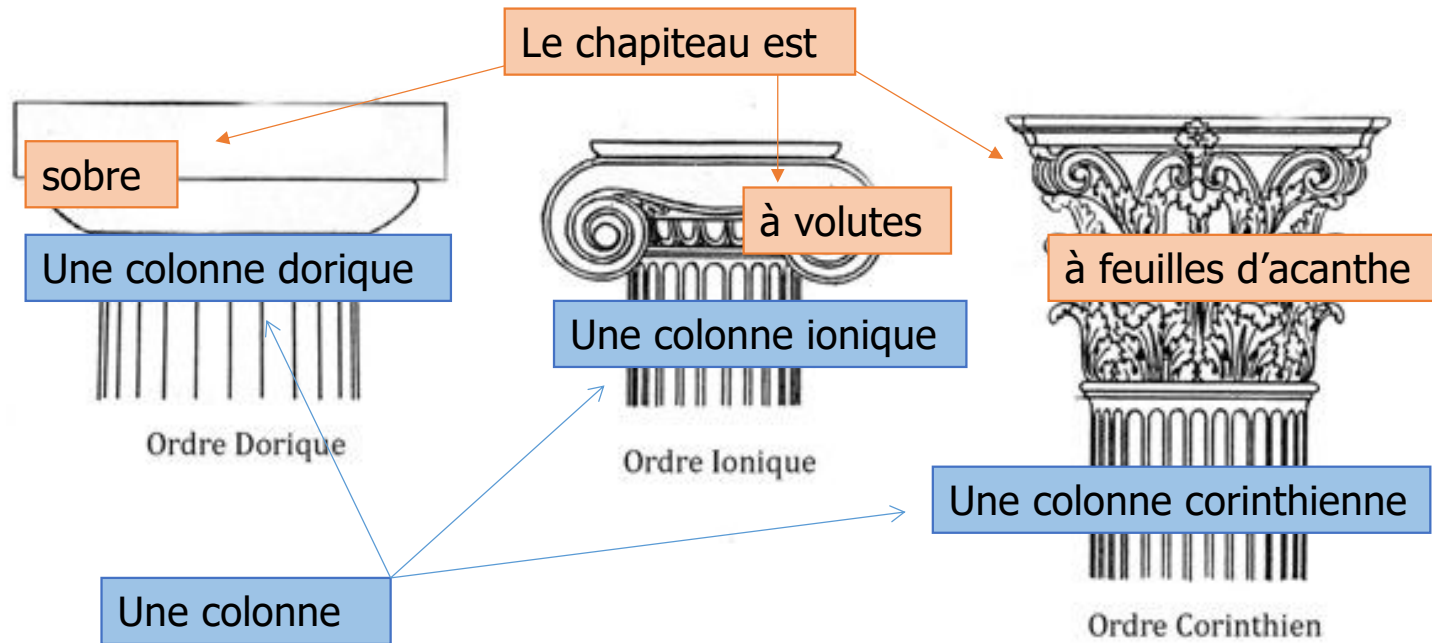 Le chapiteau est
sobre
à volutes
à feuilles d’acanthe
Une colonne dorique
Une colonne ionique
Ordre Dorique
Ordre Ionique
Une colonne corinthienne
Une colonne
Ordre Corinthien